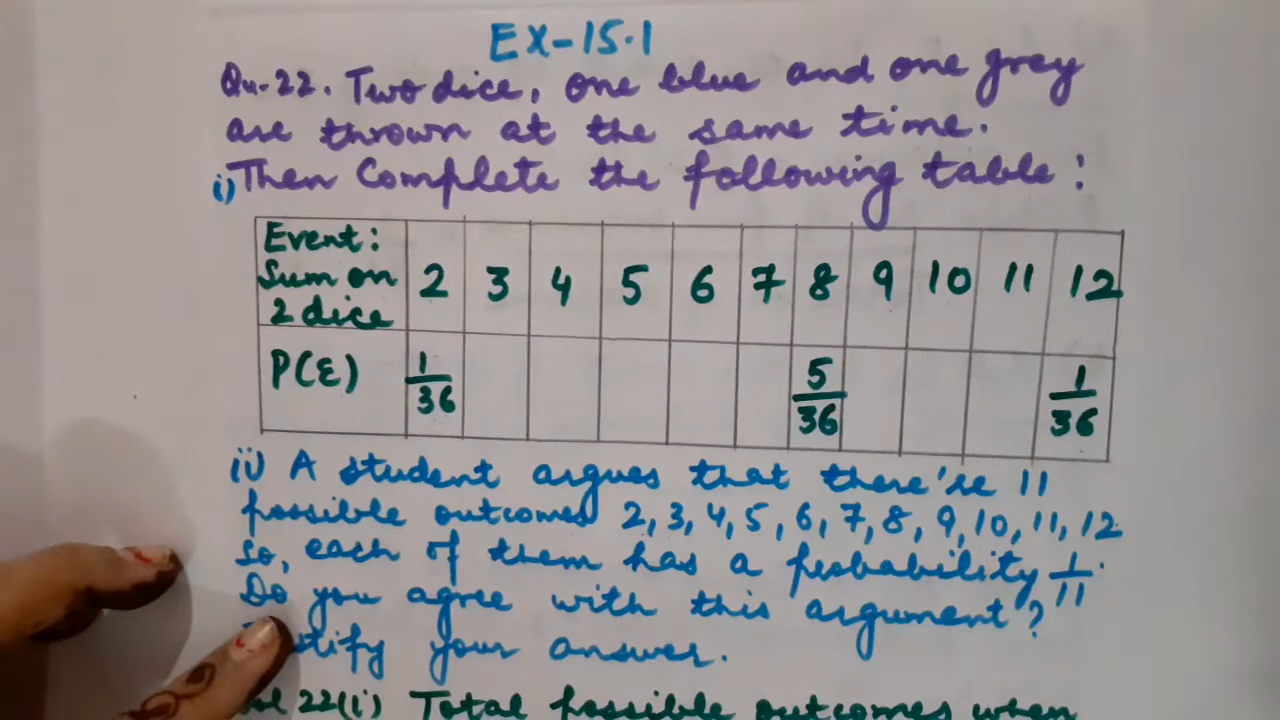 EX-15.1
Qu-22. Two dice, one blue and one grey
are thrown at the same time.
i) Then Complete the following table:
Event: Sum on 2 dice 2 3 4 5 6 7 8 9 10 11 12
P(E) 1/36 5/36 1/36
ii) A student argues that there're 11
possible outcomes 2, 3, 4, 5, 6, 7, 8, 9, 10, 11, 12
So, each of them has a probability 1/11.
Do you agree with this argument?
your answer.
22(i) Total possible outcomes when